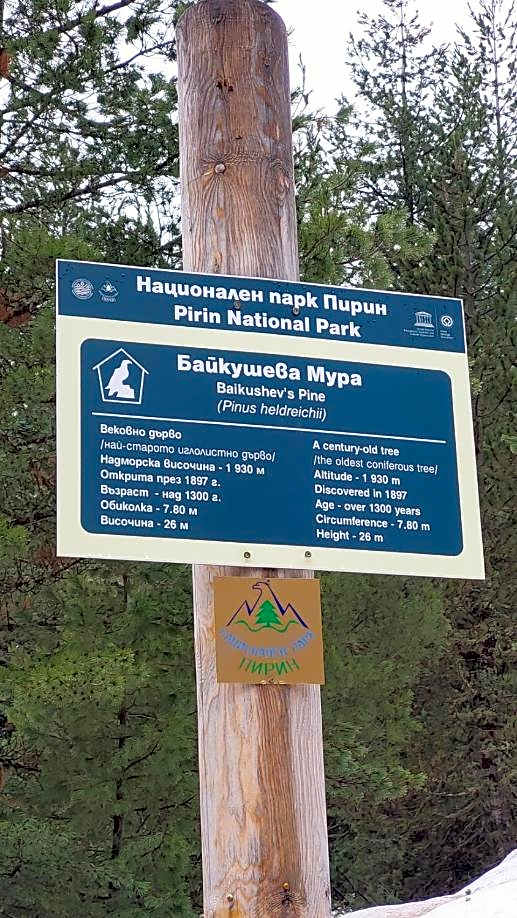 Национален парк Пирин
Pirin National Park
Байкушева Мура
Baikushev's Pine
(Pinus heldreichii)
Вековно дърво
/най-старото иглолистно дърво/
Надморска височина - 1 930 м
Открита през 1897 г.
Възраст - над 1300 г.
Обиколка - 7.80 м
Височина - 26 м
A century-old tree
/the oldest coniferous tree/
Altitude - 1 930 m
Discovered in 1897
Age - over 1300 years
Circumference - 7.80 m
Height - 26 m
НАЦИОНАЛЕН ПАРК
ПИРИН